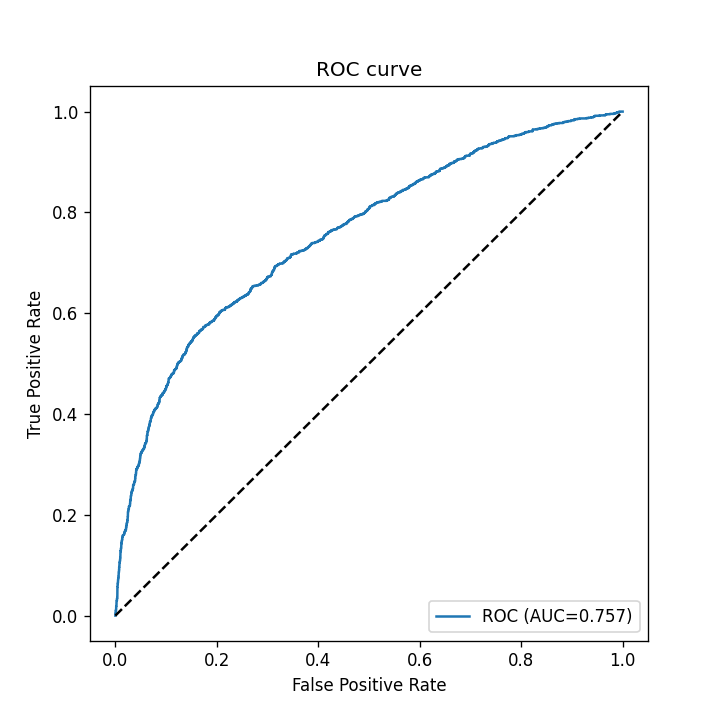 ROC curve
1.0
0.8
0.6
0.4
0.2
0.0
True Positive Rate
0.0 0.2 0.4 0.6 0.8 1.0
False Positive Rate
ROC (AUC=0.757)